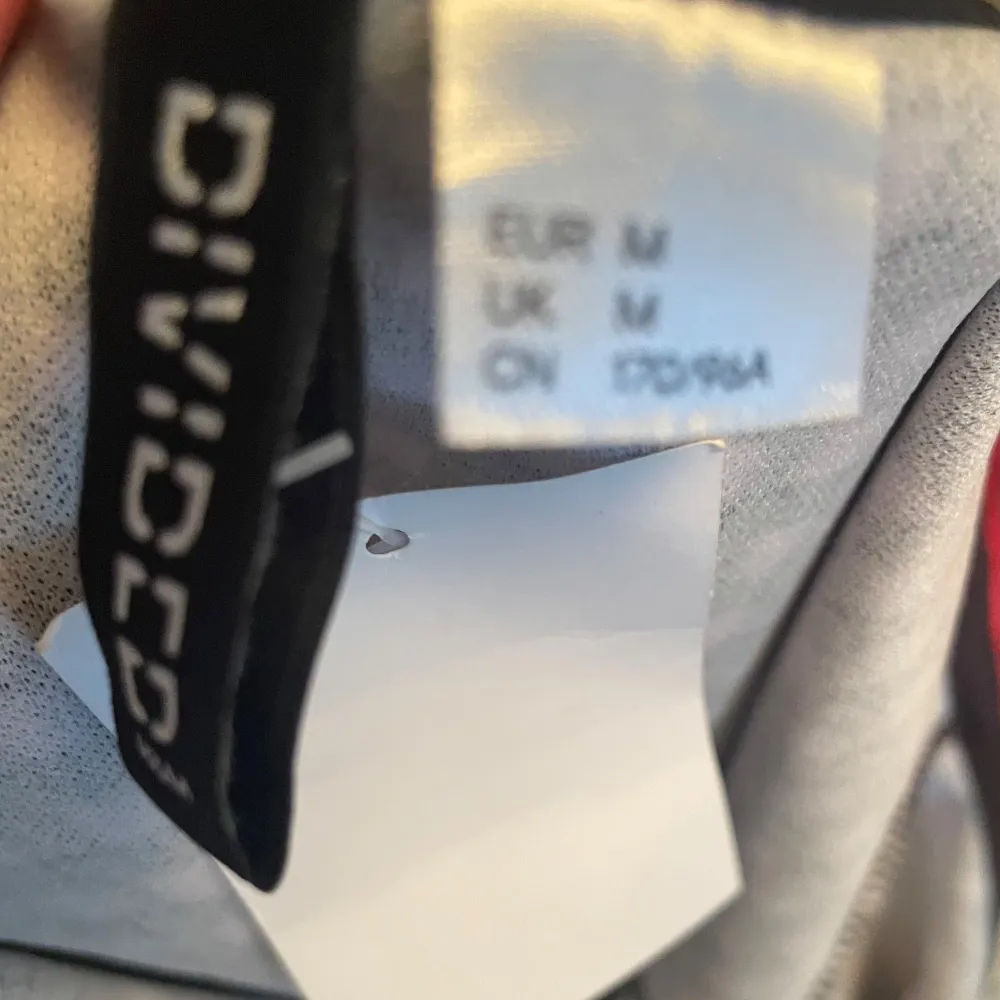 DIVIDED
EUR M
UK M
CN 170/96A